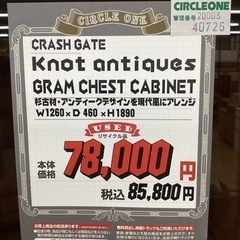 CIRCLE ONE
CIRCLEONE
管理番号 20003
40725
CRASH GATE
Knot antiques
GRAM CHEST CABINET
杉古材・アンティークデザインを現代風にアレンジ
W1260×D 460×H1890
USED
リサイクル品
本体
価格
78,000円
税込 85,800円